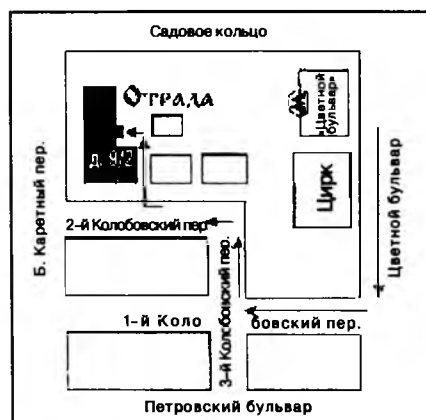 Садовое кольцо
Отрада
«Цветной
бульвар»
д. 9/2
Цирк
Б. Каретный пер.
Цветной бульвар
2-й Колобовский пер
3-й Колобовский пер.
1-й Коло
бовский пер.
Петровский бульвар